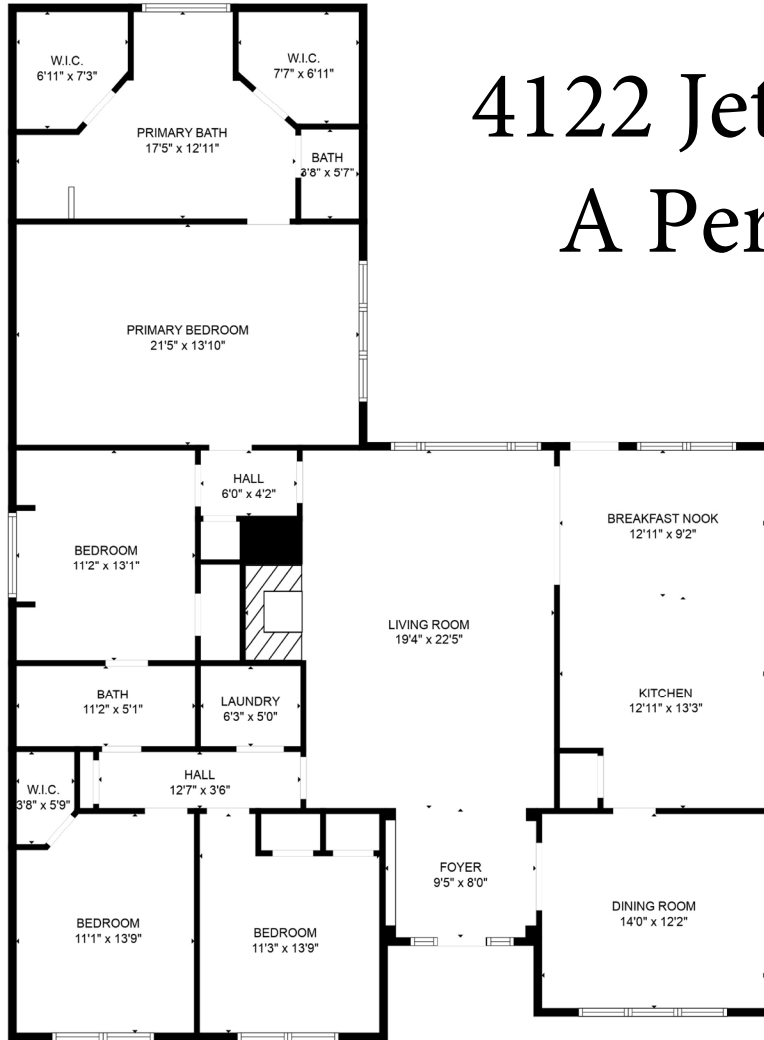 4122 Jet
A Per
W.I.C.
6'11" x 7'3"
W.I.C.
7'7" x 6'11"
PRIMARY BATH
17'5" x 12'11"
BATH
3'8" x 5'7"
PRIMARY BEDROOM
21'5" x 13'10"
HALL
6'0" x 4'2"
BREAKFAST NOOK
12'11" x 9'2"
BEDROOM
11'2" x 13'1"
LIVING ROOM
19'4" x 22'5"
BATH
11'2" x 5'1"
LAUNDRY
6'3" x 5'0"
KITCHEN
12'11" x 13'3"
HALL
12'7" x 3'6"
W.I.C.
3'8" x 5'9"
FOYER
9'5" x 8'0"
DINING ROOM
14'0" x 12'2"
BEDROOM
11'1" x 13'9"
BEDROOM
11'3" x 13'9"